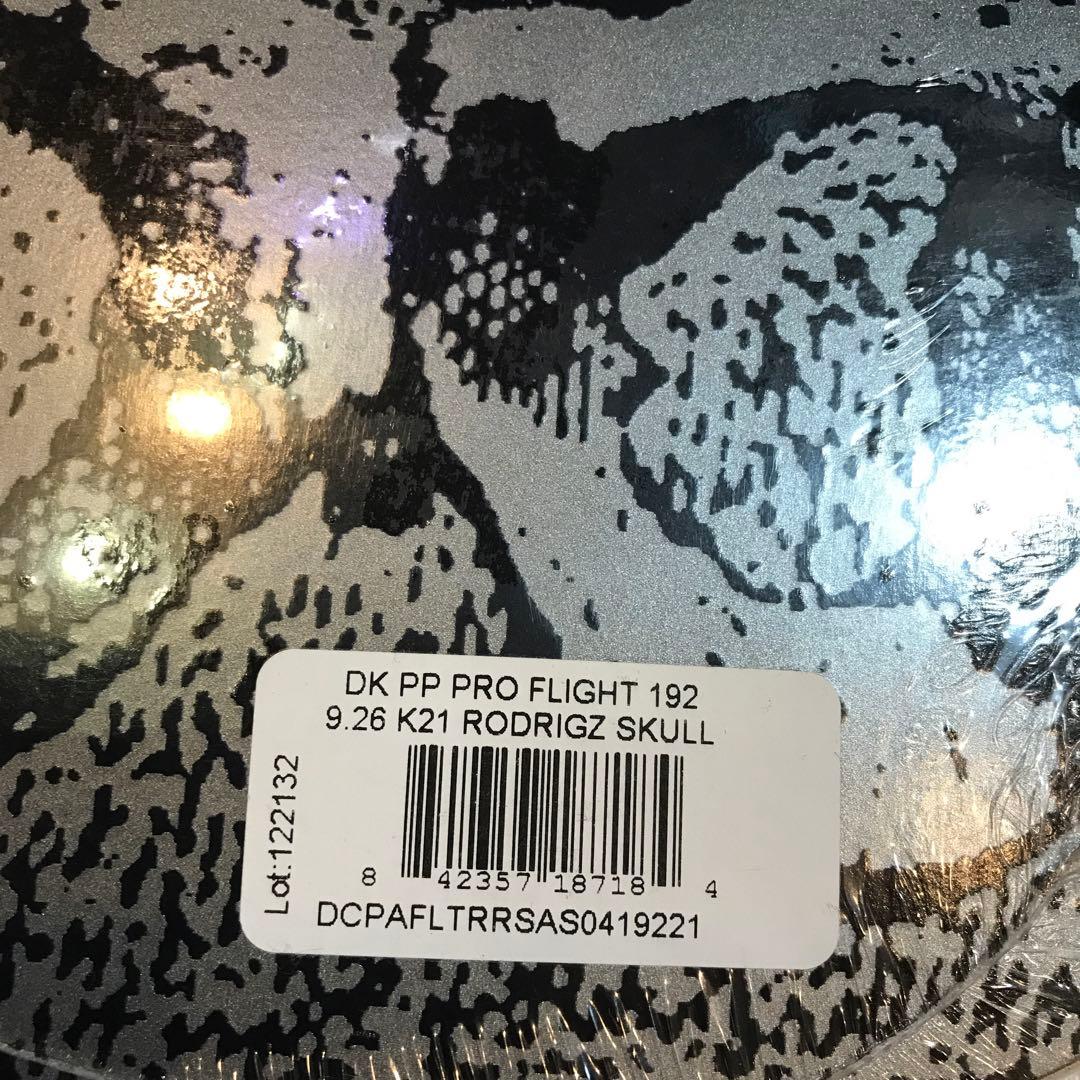 DK PP PRO FLIGHT 192
9.26 K21 RODRIGZ SKULL
Lot:122132
8 42357 18718 4
DCPAFLTRRSAS0419221